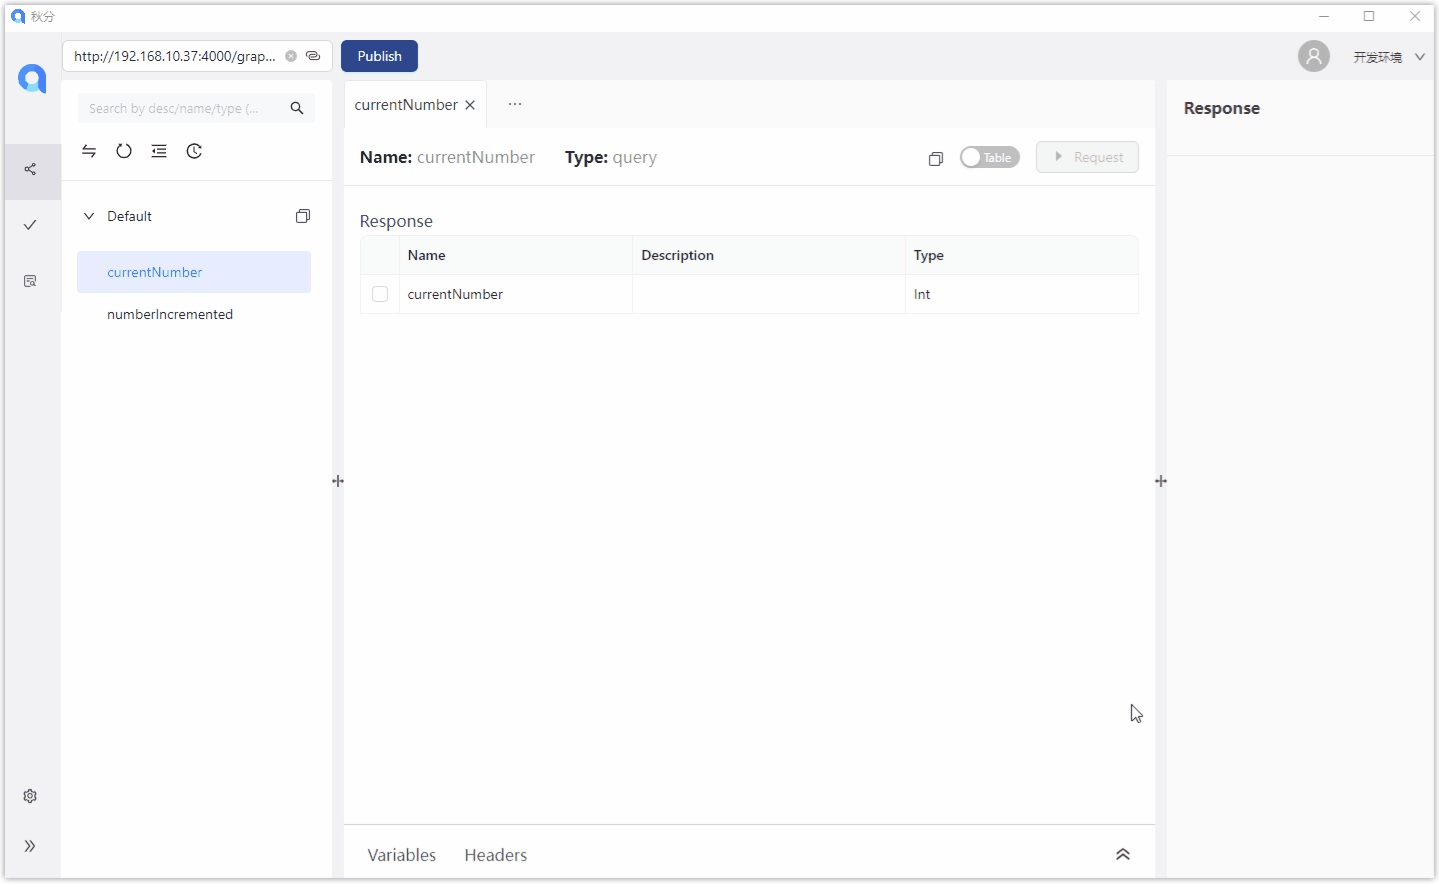 秋分
http://192.168.10.37:4000/grap...
Publish
开发环境
Search by desc/name/type (...
Default
currentNumber
numberIncremented
currentNumber
...
Name: currentNumber Type: query
Table
Request
Response
Name Description Type
currentNumber Int
Variables Headers
Response